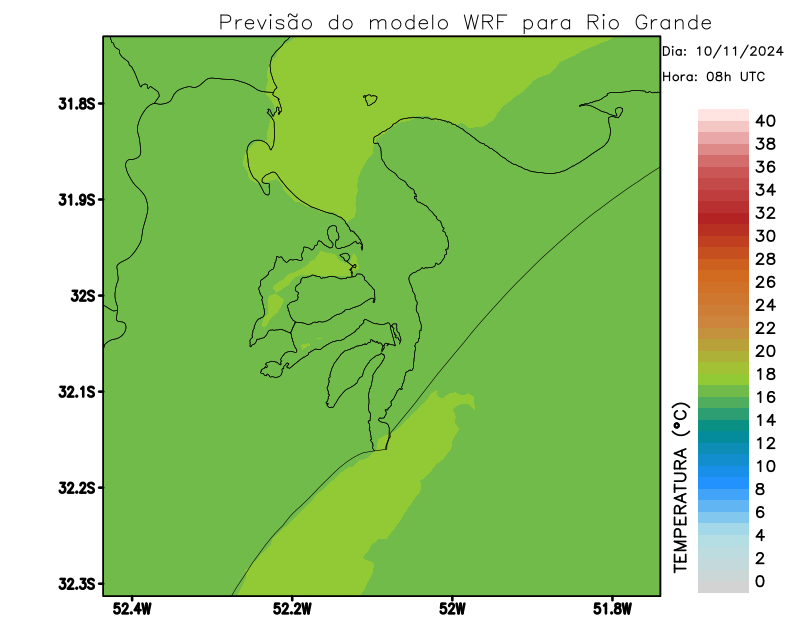 Previsão do modelo WRF para Rio Grande
Dia: 10/11/2024
Hora: 08h UTC
31.8S
31.9S
32S
32.1S
32.2S
32.3S
52.4W
52.2W
52W
51.8W
40
38
36
34
32
30
28
26
24
22
20
18
16
14
12
10
8
6
4
2
0
TEMPERATURA (°C)